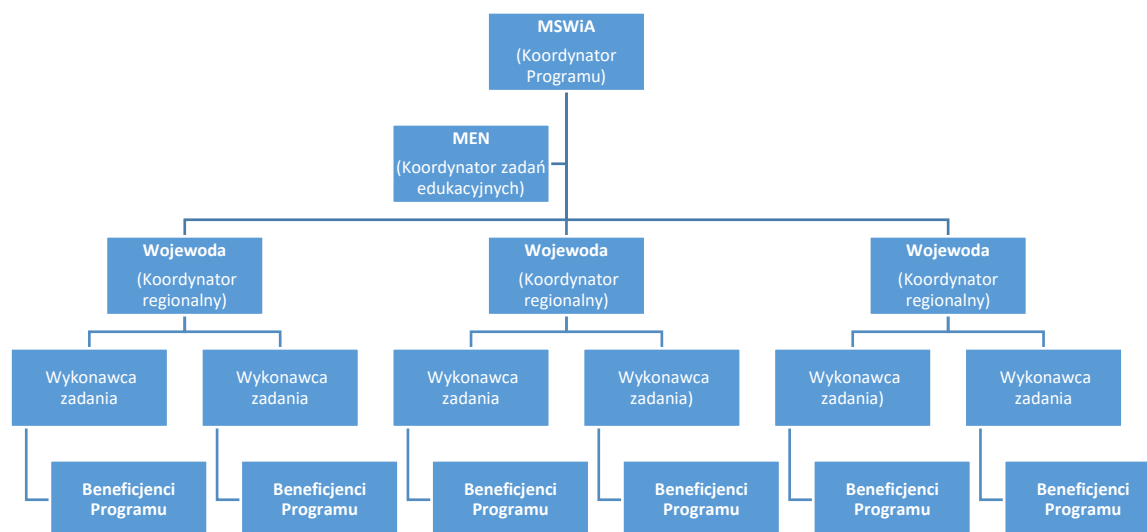 MSWiA
(Koordynator
Programu)
MEN
(Koordynator zadań
edukacyjnych)
Wojewoda
(Koordynator
regionalny)
Wojewoda
(Koordynator
regionalny)
Wojewoda
(Koordynator
regionalny)
Wykonawca
zadania
Wykonawca
zadania
Wykonawca
zadania
Wykonawca
zadania)
Wykonawca
zadania)
Wykonawca
zadania
Beneficjenci
Programu
Beneficjenci
Programu
Beneficjenci
Programu
Beneficjenci
Programu
Beneficjenci
Programu
Beneficjenci
Programu